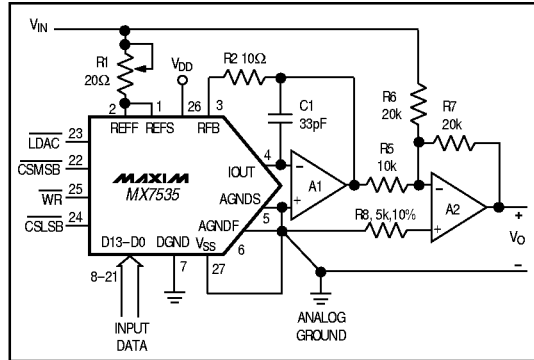 VIN
R1
20Ω
VDD
R2 10Ω
R6
20k
R7
20k
2
1
26
3
REFF
REFS
RFB
C1
33pF
LDAC
23
CSMSB
22
WR
25
CSLSB
24
MAXIM
MX7535
IOUT
4
AGNDS
5
AGNDF
6
A1
R5
10k
A2
R8, 5k,10%
VO
+
−
−
+
−
+
D13–D0
DGND
VSS
8-21
7
27
INPUT
DATA
ANALOG
GROUND